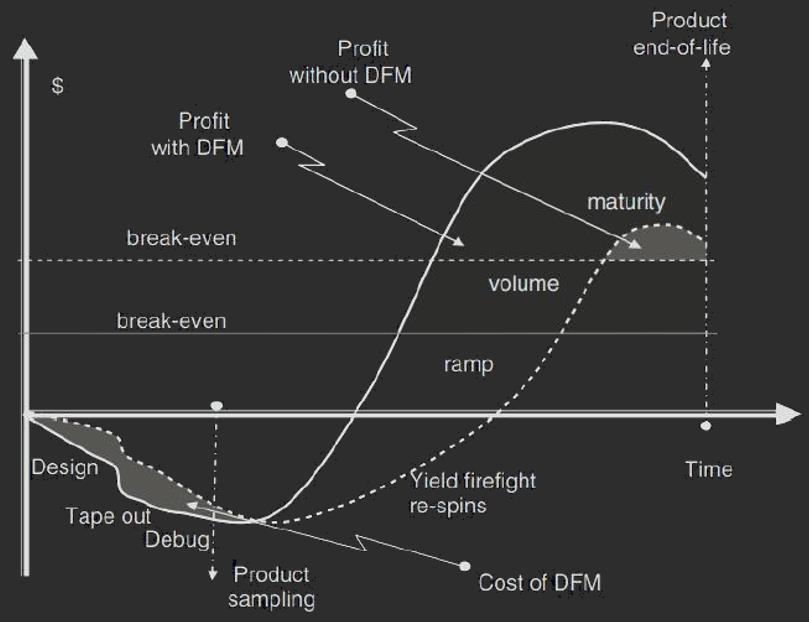 Product
end-of-life
Profit
without DFM
$
Profit
with DFM
maturity
break-even
volume
break-even
ramp
Design
Time
Yield firefight
re-spins
Tape out
Debug
Product
sampling
Cost of DFM